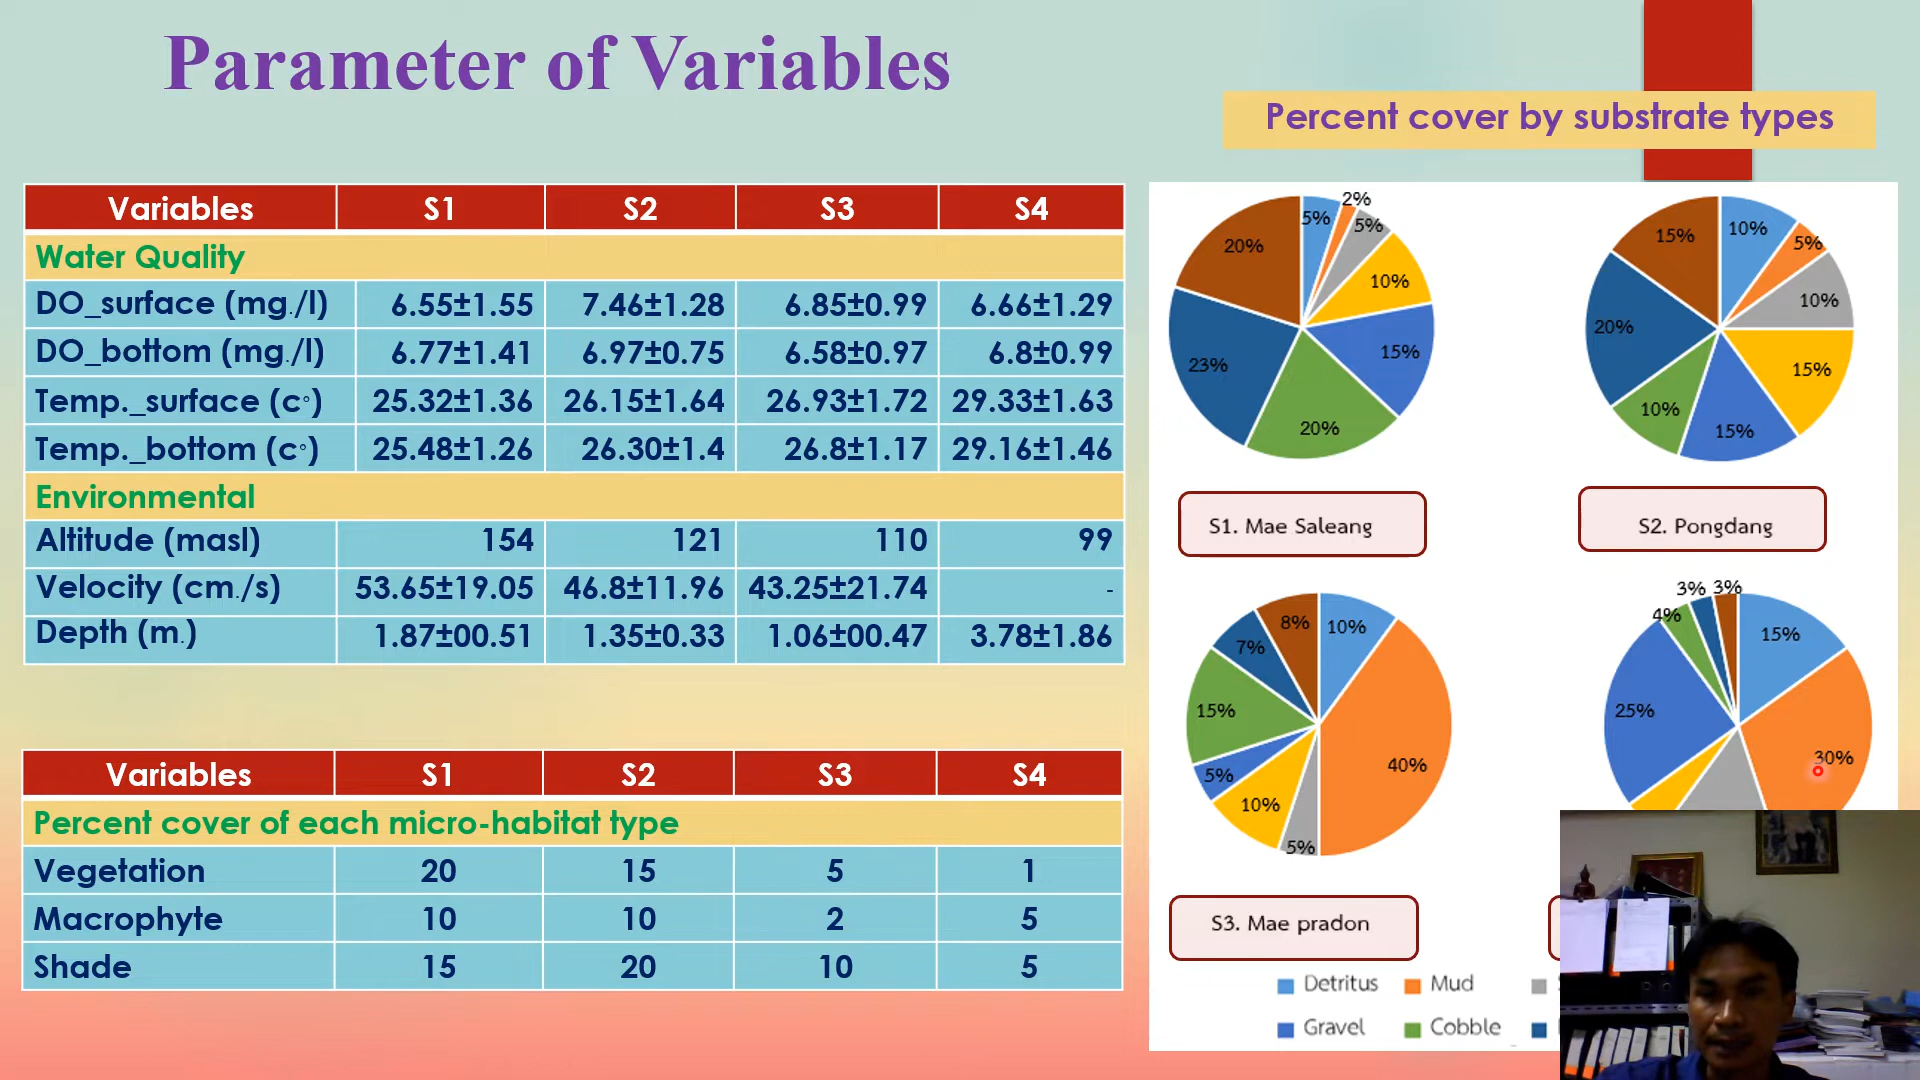 Parameter of Variables
Percent cover by substrate types
Variables S1 S2 S3 S4
Water Quality
DO_surface (mg./l) 6.55±1.55 7.46±1.28 6.85±0.99 6.66±1.29
DO_bottom (mg./l) 6.77±1.41 6.97±0.75 6.58±0.97 6.8±0.99
Temp._surface (c°) 25.32±1.36 26.15±1.64 26.93±1.72 29.33±1.63
Temp._bottom (c°) 25.48±1.26 26.30±1.4 26.8±1.17 29.16±1.46
Environmental
Altitude (masl) 154 121 110 99
Velocity (cm./s) 53.65±19.05 46.8±11.96 43.25±21.74 -
Depth (m.) 1.87±00.51 1.35±0.33 1.06±00.47 3.78±1.86
Variables S1 S2 S3 S4
Percent cover of each micro-habitat type
Vegetation 20 15 5 1
Macrophyte 10 10 2 5
Shade 15 20 10 5
5% 2% 5% 10% 15% 20% 23% 20%
S1. Mae Saleang
10% 5% 10% 15% 15% 10% 20% 15%
S2. Pongdang
10% 40% 5% 10% 5% 15% 7% 8%
S3. Mae pradon
15% 30% 25% 4% 3% 3%
Detritus Mud
Gravel Cobble